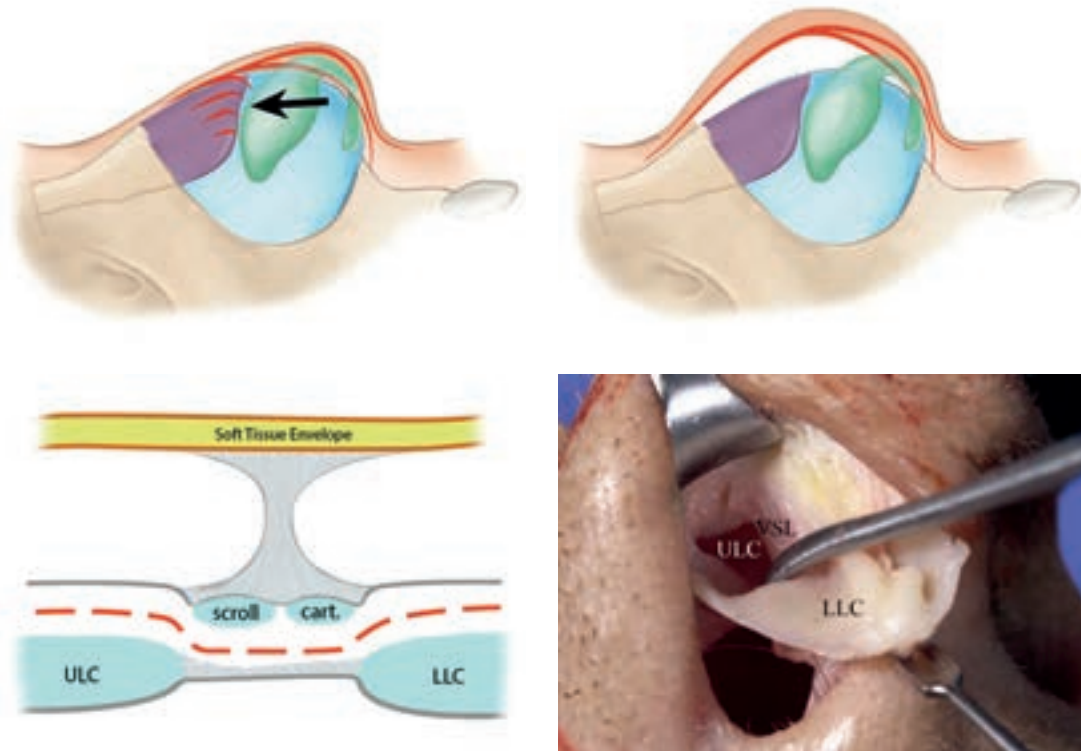 Soft Tissue Envelope
scroll cart.
ULC LLC
VSL
ULC
LLC